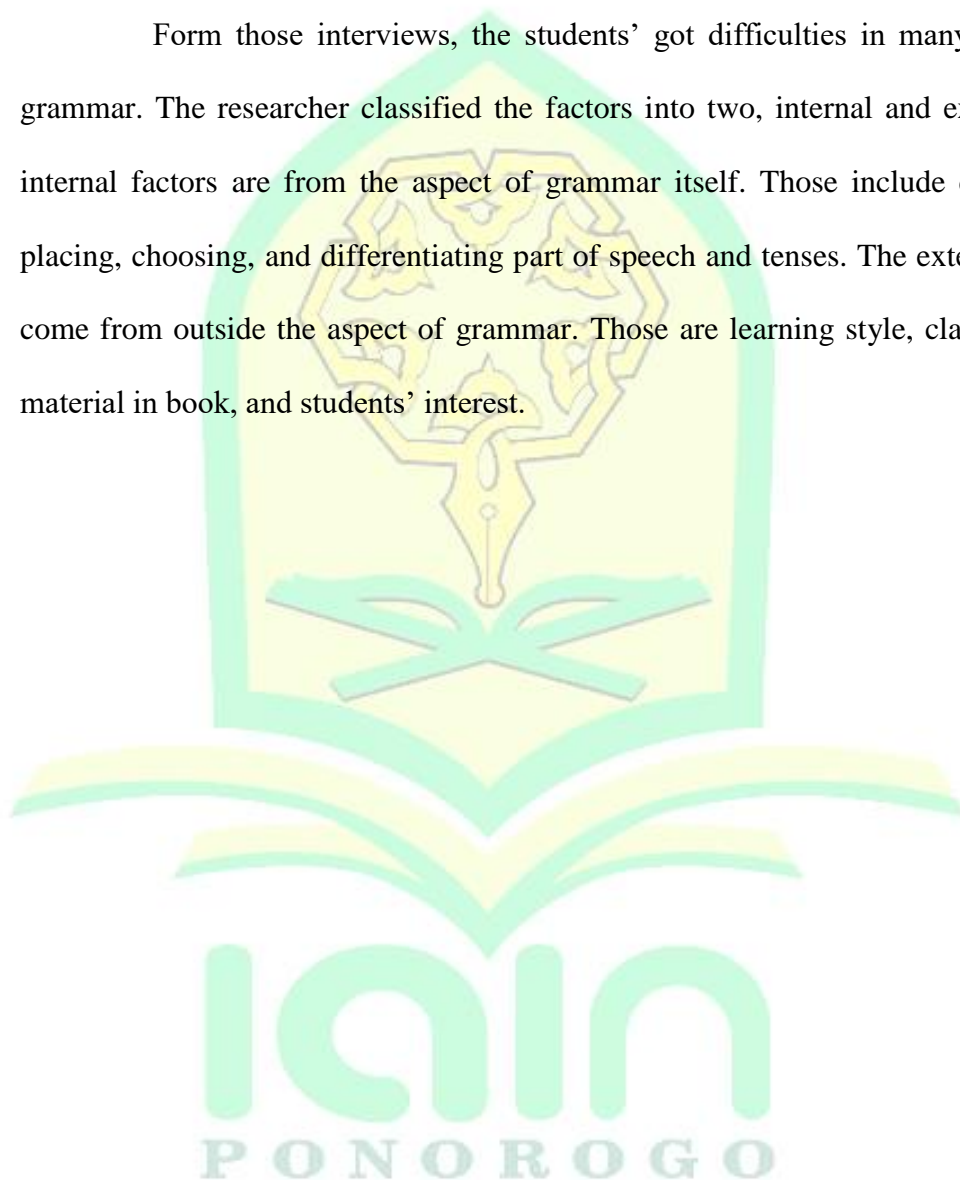 Form those interviews, the students’ got difficulties in many
grammar. The researcher classified the factors into two, internal and
internal factors are from the aspect of grammar itself. Those include
placing, choosing, and differentiating part of speech and tenses. The
come from outside the aspect of grammar. Those are learning style,
material in book, and students’ interest.
iain
PONOROGO